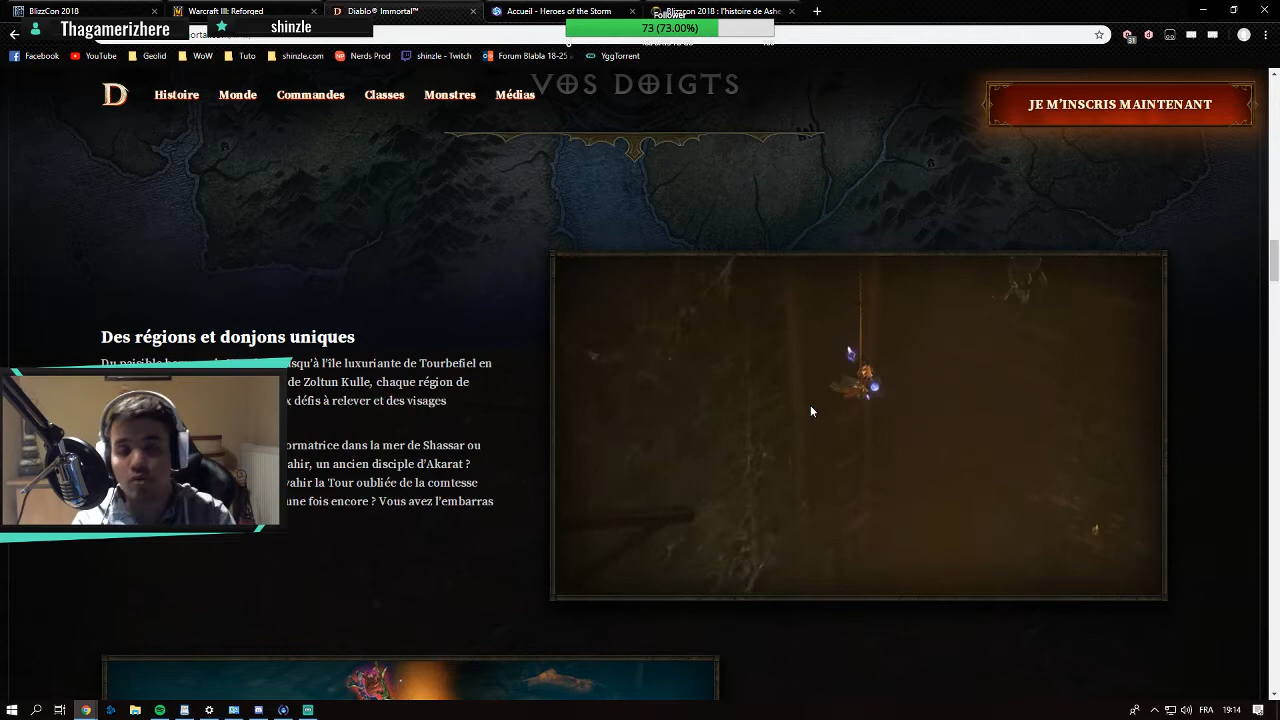 BlizzCon 2018
Warcraft III: Reforged
Diablo® Immortal™
Accueil - Heroes of the Storm
BlizzCon 2018 : l'histoire de Ashe
Follower
Thagamerizhere
shinzle
73 (73.00%)
Facebook
YouTube
Geolid
WoW
Tuto
NPNerds - Récap
shinzle - Twitch
Forum Blabla 18-25
YggTorrent
VOS DOIGTS
Histoire
Monde
Commandes
Classes
Monstres
Médias
JE M'INSCRIS MAINTENANT
Des régions et donjons uniques
Du paisible squ'à l'île luxuriante de Tourbefiel en
de Zoltun Kulle, chaque région de
x défis à relever et des visages
ormatrice dans la mer de Shassar ou
ahir, un ancien disciple d'Akarat ?
vahir la Tour oubliée de la comtesse
une fois encore ? Vous avez l'embarras
FRA
19:14